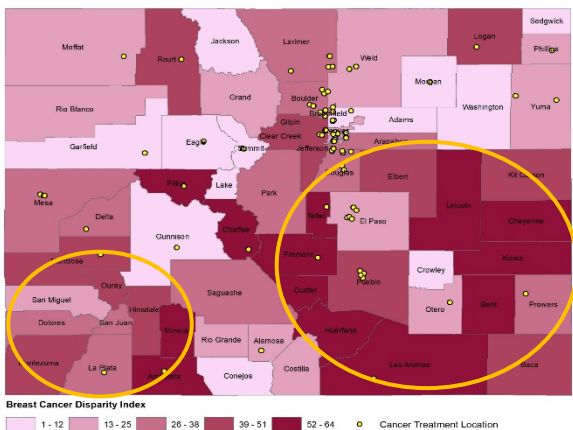 Sedgwick
Logan
Jackson
Larimer
Moffat
Weld
Phillips
Routt
Morgan
Boulder
Grand
Washington
Yuma
Rio Blanco
Adams
Gilpin
Clear Creek
Eagle
Garfield
Summit
Jefferson
Arapahoe
Douglas
Pitkin
Lake
Elbert
Kit Carson
Park
Mesa
Lincoln
Delta
Teller
El Paso
Cheyenne
Gunnison
Chaffee
Fremont
Montrose
Kiowa
Crowley
Ouray
Pueblo
Custer
Saguache
San Miguel
Hinsdale
Bent
Prowers
Otero
Dolores
San Juan
Mineral
Huerfano
Rio Grande
Alamosa
Montezuma
La Plata
Las Animas
Baca
Costilla
Archuleta
Conejos
Breast Cancer Disparity Index
1 - 12 13 - 25 26 - 38 39 - 51 52 - 64 Cancer Treatment Location